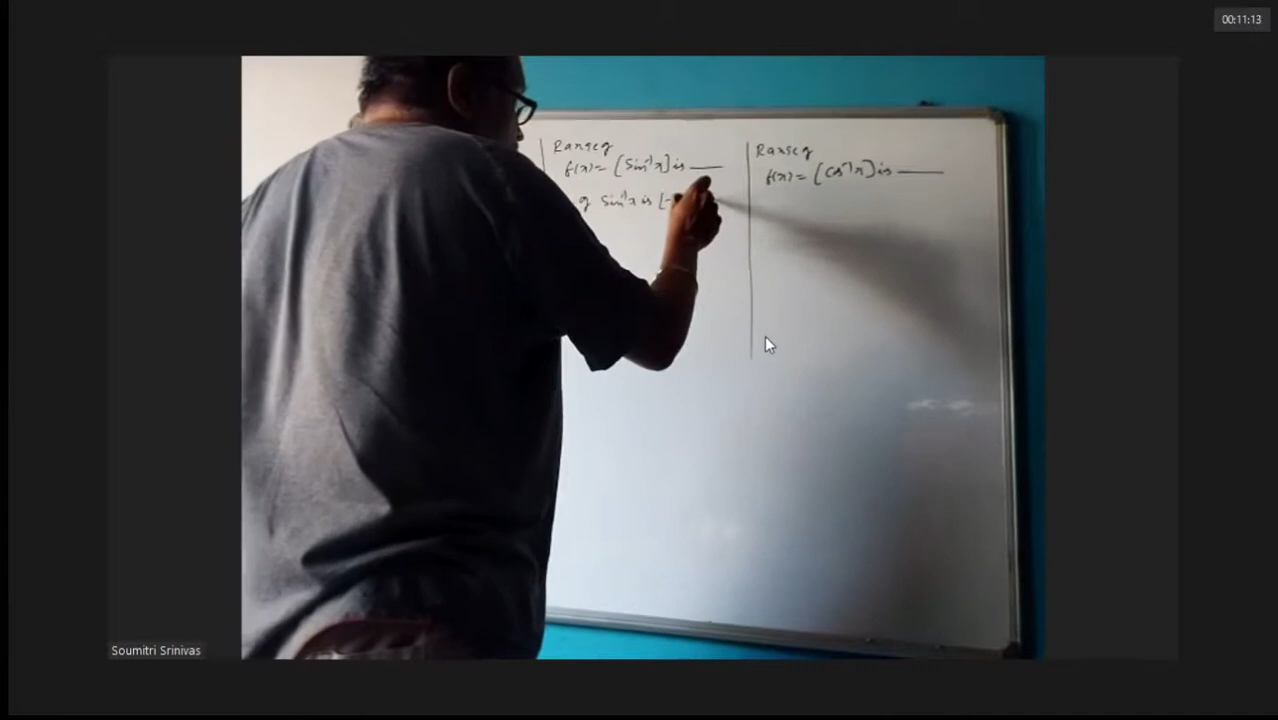 00:11:13
Range of
f(x) = [Sin⁻¹x] is ____
of Sin⁻¹x is [-
Range of
f(x) = [Cos⁻¹x] is ____
Soumitri Srinivas